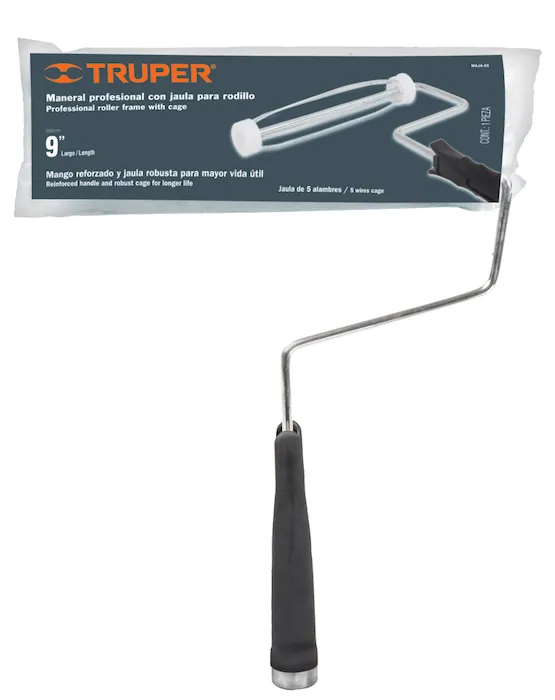 TRUPER®
MAJA-9X
Maneral profesional con jaula para rodillo
Professional roller frame with cage
9"
Largo / Length
CONT.: 1 PIEZA
Mango reforzado y jaula robusta para mayor vida útil
Reinforced handle and robust cage for longer life
Jaula de 5 alambres / 5 wires cage